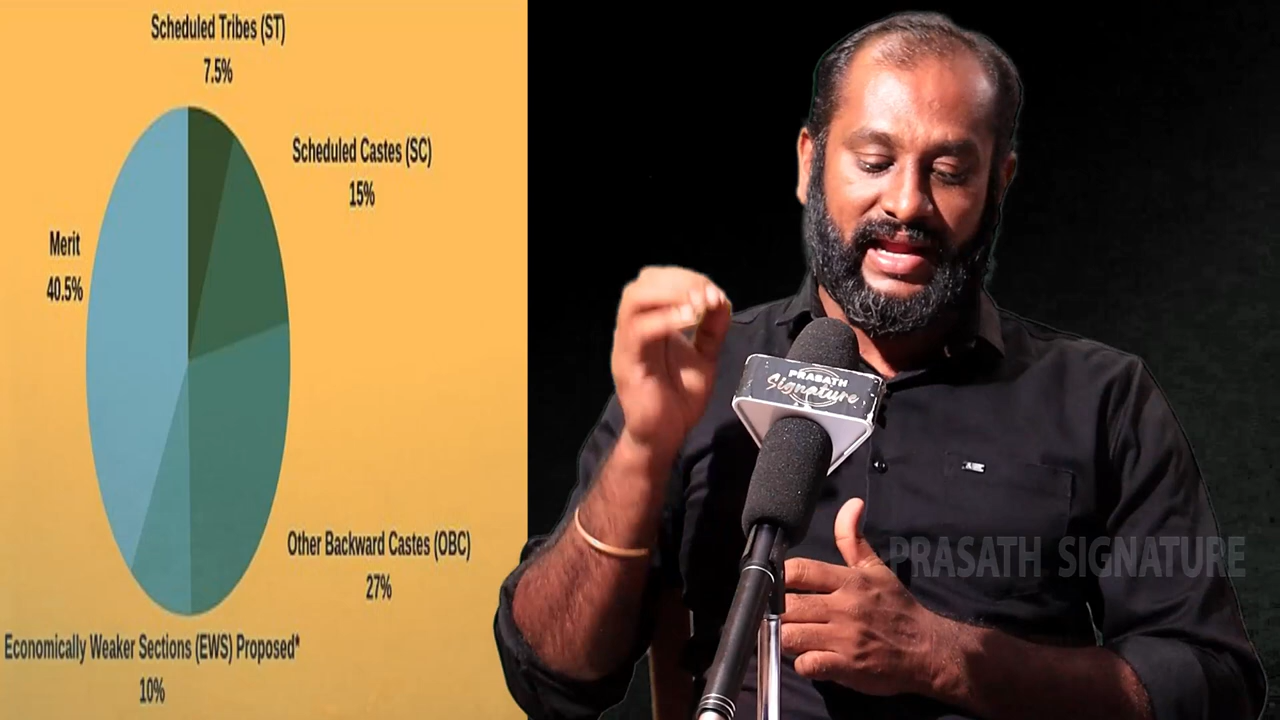 Scheduled Tribes (ST)
7.5%
Scheduled Castes (SC)
15%
Merit
40.5%
Other Backward Castes (OBC)
27%
Economically Weaker Sections (EWS) Proposed*
10%
PRASATH
Signature
PRASATH SIGNATURE